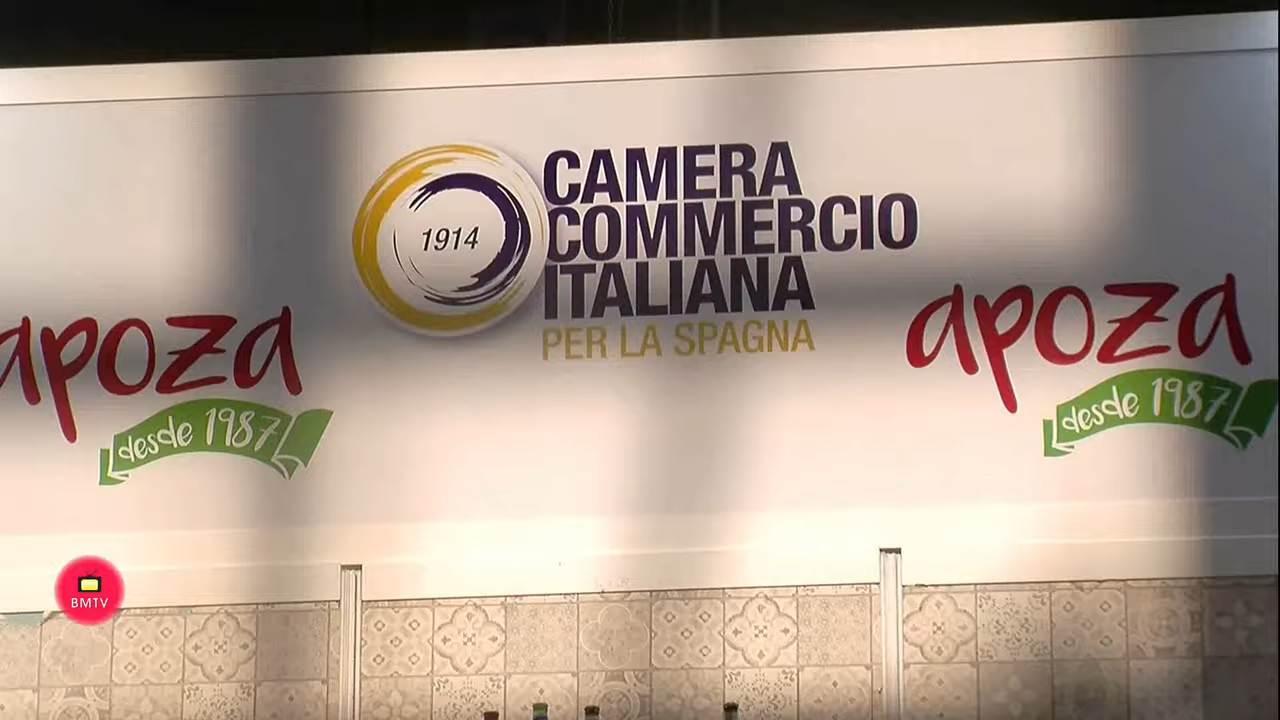 1914
CAMERA
COMMERCIO
ITALIANA
PER LA SPAGNA
apoza
desde 1987
apoza
desde 1987
BMTV